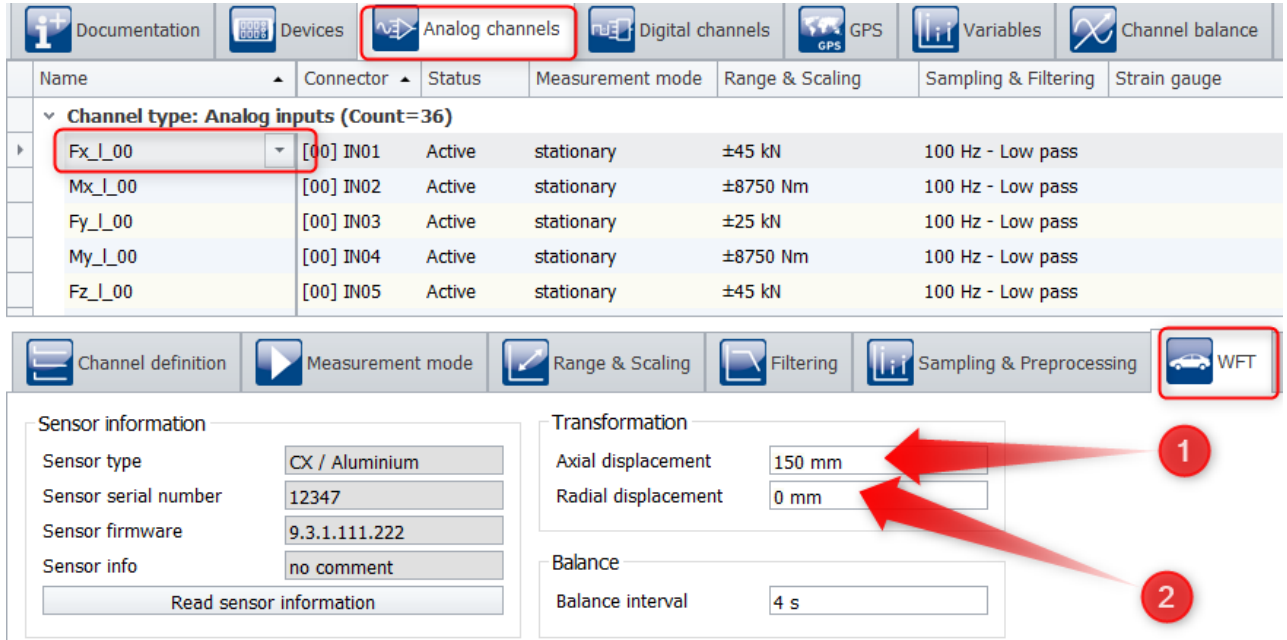 Documentation Devices Analog channels Digital channels GPS GPS Variables Channel balance
Name Connector Status Measurement mode Range & Scaling Sampling & Filtering Strain gauge
Channel type: Analog inputs (Count=36)
Fx_l_00 [00] IN01 Active stationary ±45 kN 100 Hz - Low pass
Mx_l_00 [00] IN02 Active stationary ±8750 Nm 100 Hz - Low pass
Fy_l_00 [00] IN03 Active stationary ±25 kN 100 Hz - Low pass
My_l_00 [00] IN04 Active stationary ±8750 Nm 100 Hz - Low pass
Fz_l_00 [00] IN05 Active stationary ±45 kN 100 Hz - Low pass
Channel definition Measurement mode Range & Scaling Filtering Sampling & Preprocessing WFT
Sensor information
Sensor type CX / Aluminium
Sensor serial number 12347
Sensor firmware 9.3.1.111.222
Sensor info no comment
Read sensor information
Transformation
Axial displacement 150 mm
1
Radial displacement 0 mm
Balance
Balance interval 4 s
2